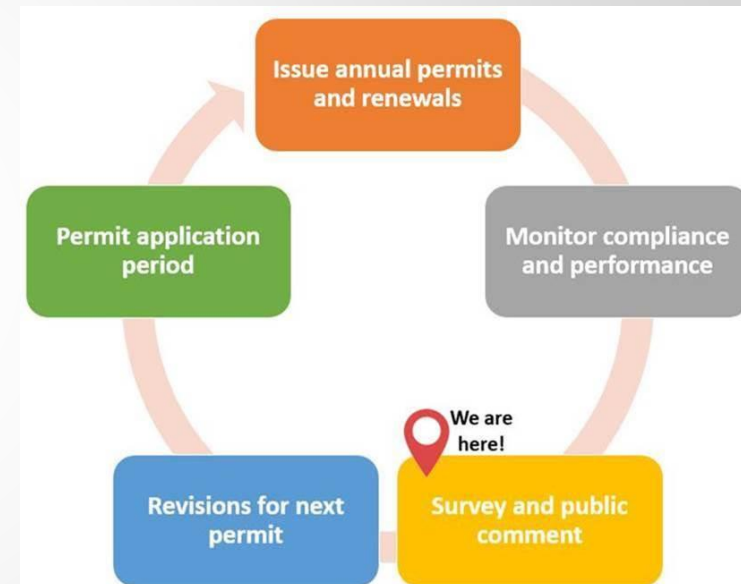 Issue annual permits
and renewals
Monitor compliance
and performance
We are
here!
Survey and public
comment
Revisions for next
permit
Permit application
period